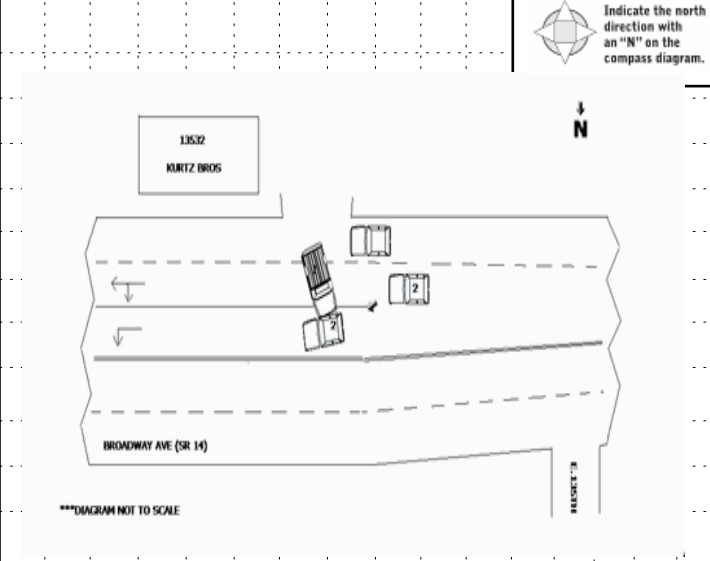 Indicate the north
direction with
an “N” on the
compass diagram.
N
13532
KURTZ BROS
2
2
BROADWAY AVE (SR 14)
E. 135TH
***DIAGRAM NOT TO SCALE